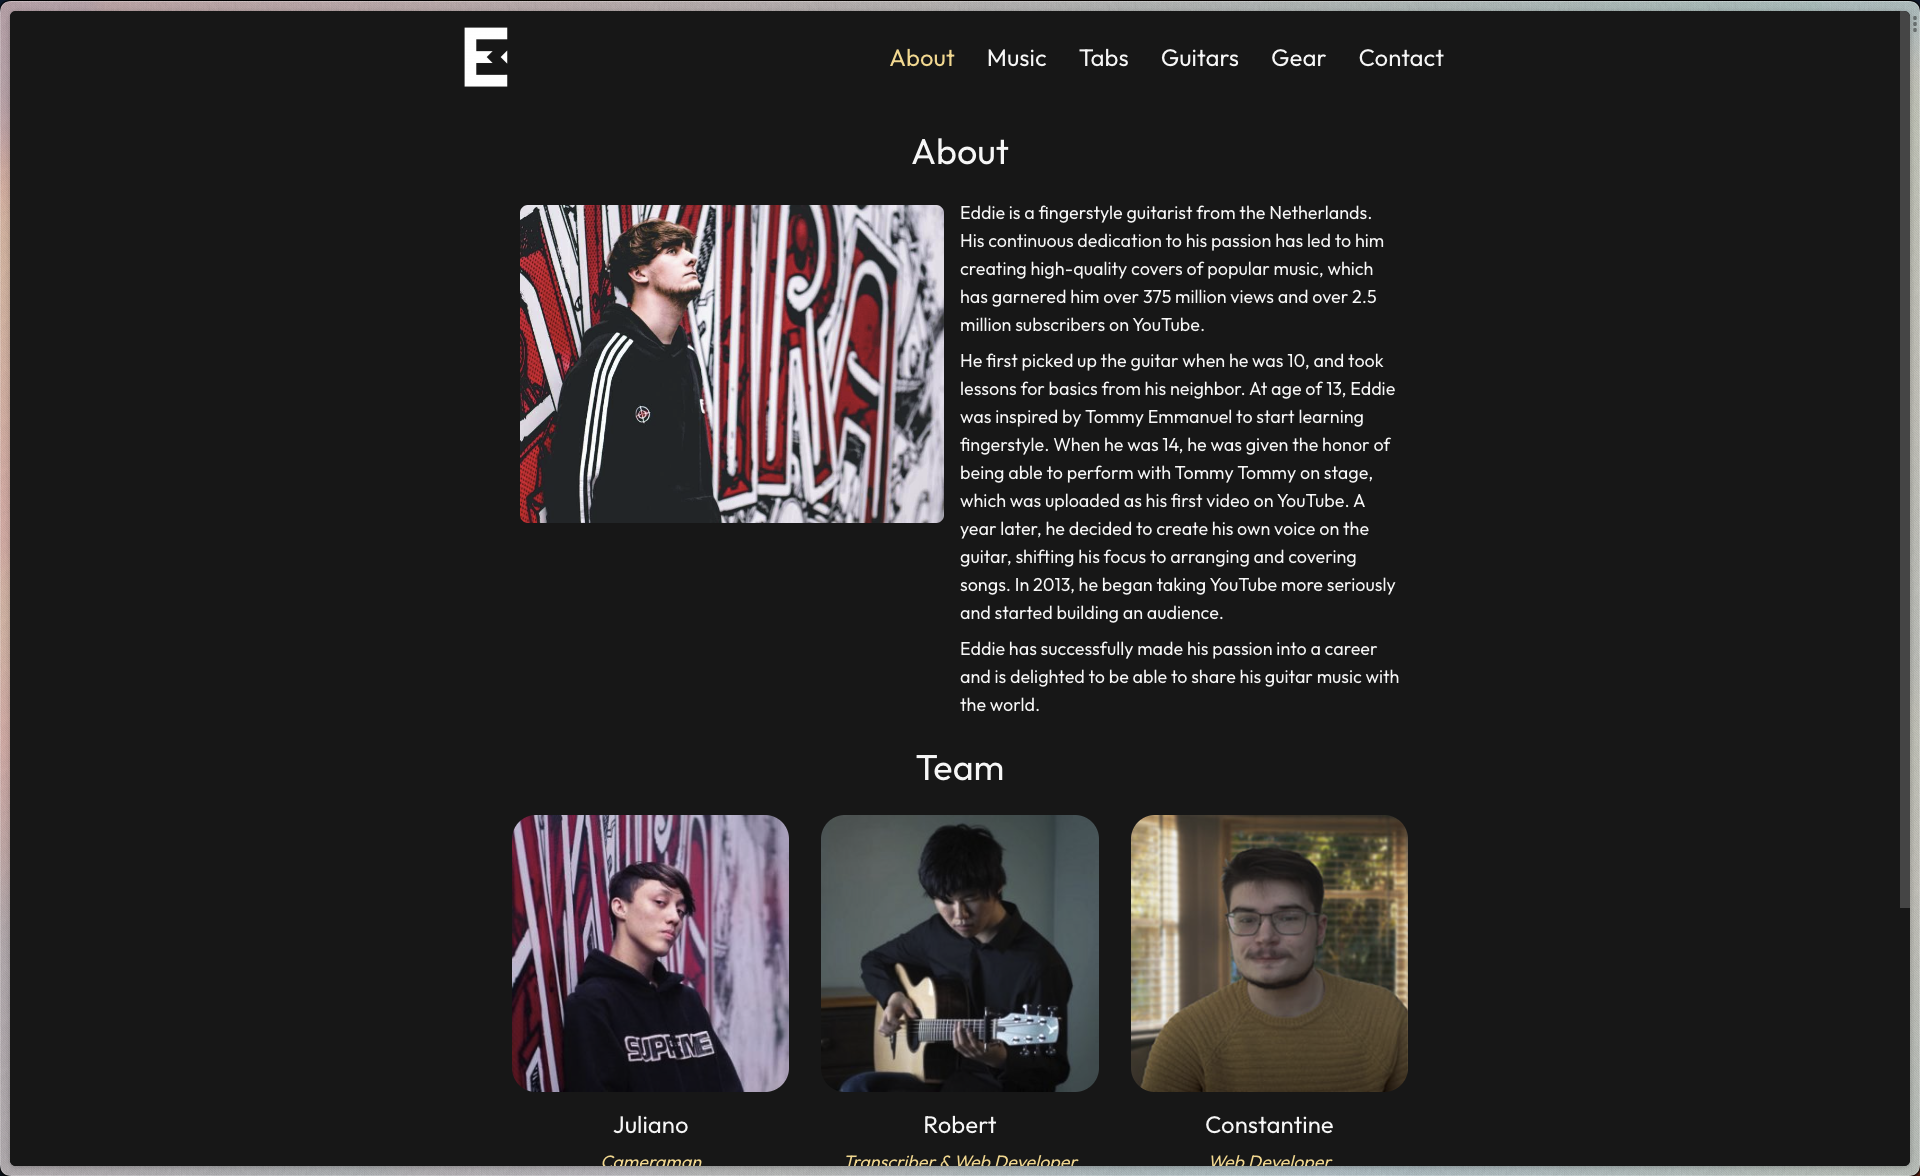 E
About Music Tabs Guitars Gear Contact
About
Eddie is a fingerstyle guitarist from the Netherlands.
His continuous dedication to his passion has led to him
creating high-quality covers of popular music, which
has garnered him over 375 million views and over 2.5
million subscribers on YouTube.
He first picked up the guitar when he was 10, and took
lessons for basics from his neighbor. At age of 13, Eddie
was inspired by Tommy Emmanuel to start learning
fingerstyle. When he was 14, he was given the honor of
being able to perform with Tommy Tommy on stage,
which was uploaded as his first video on YouTube. A
year later, he decided to create his own voice on the
guitar, shifting his focus to arranging and covering
songs. In 2013, he began taking YouTube more seriously
and started building an audience.
Eddie has successfully made his passion into a career
and is delighted to be able to share his guitar music with
the world.
Team
SUPREME
Juliano Robert Constantine
Cameraman Transcriber & Web Developer Web Developer